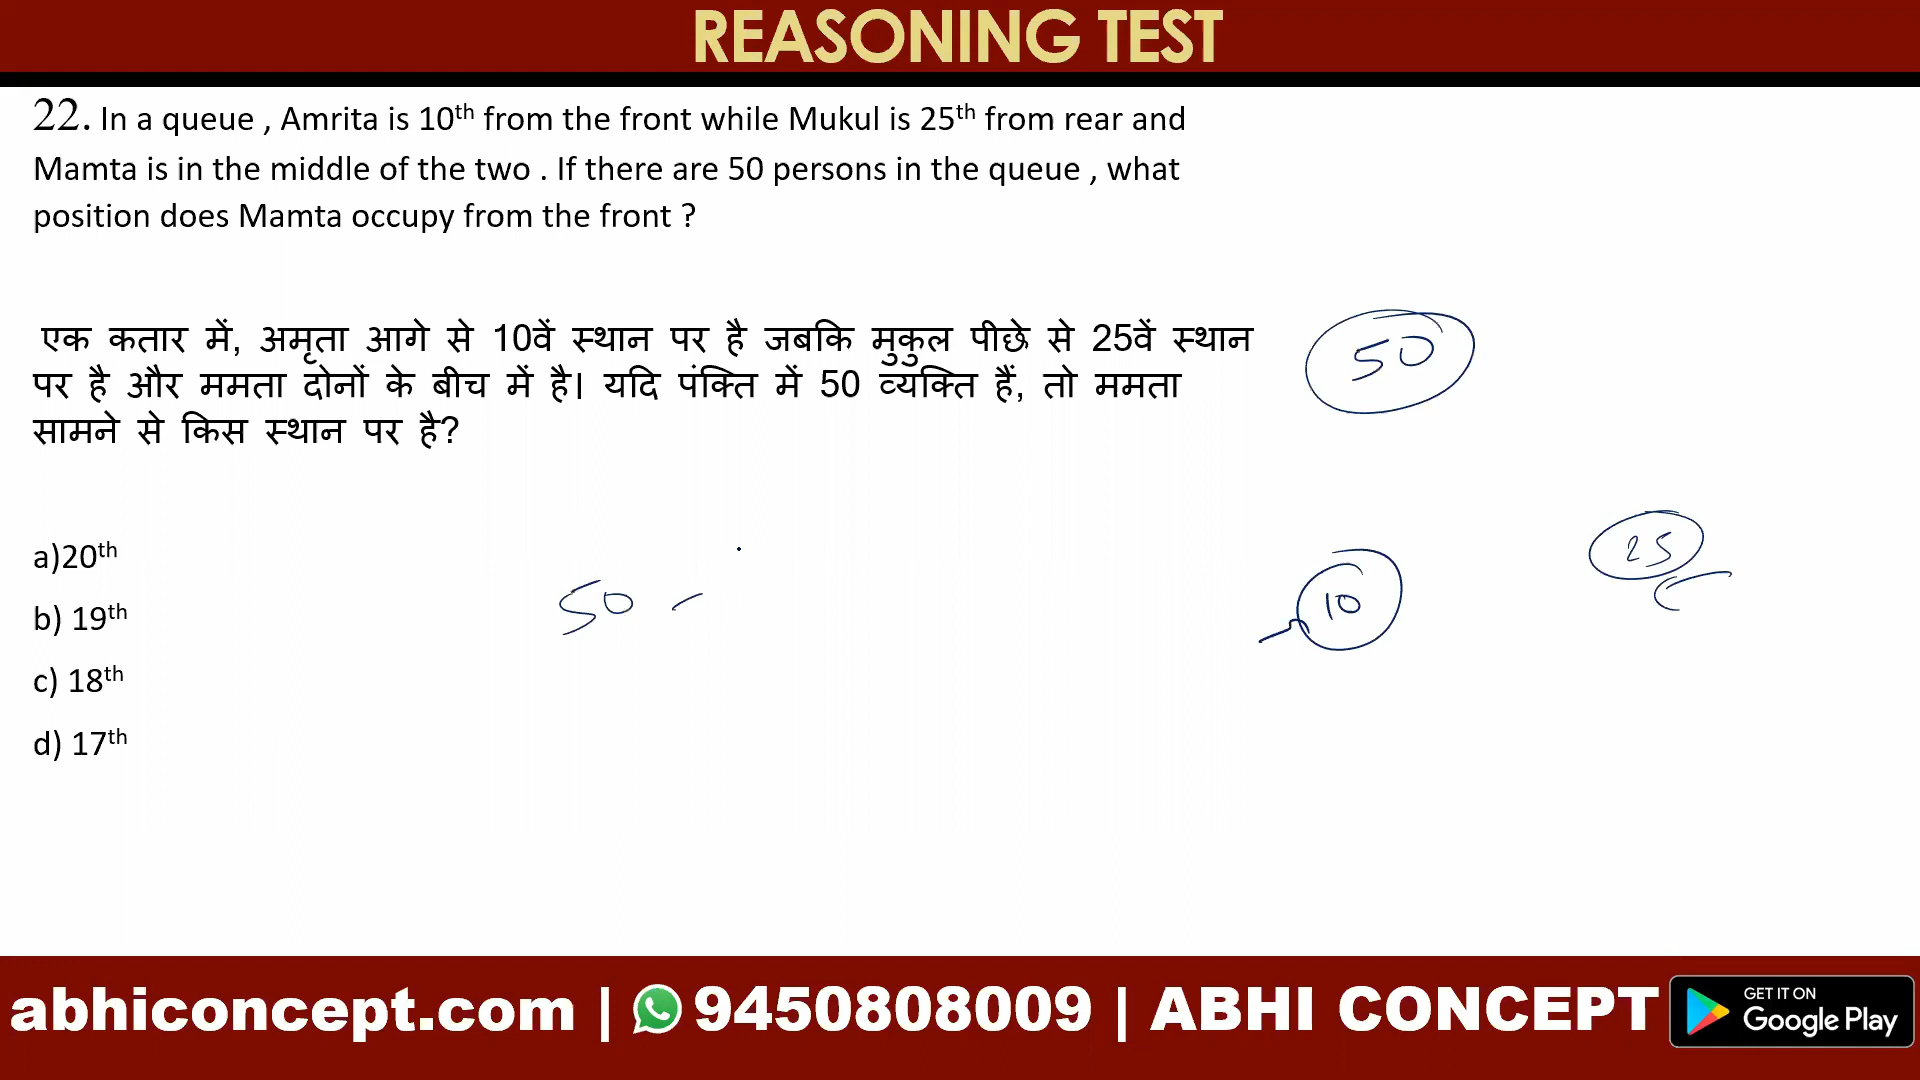 REASONING TEST
22. In a queue , Amrita is 10th from the front while Mukul is 25th from rear and
Mamta is in the middle of the two . If there are 50 persons in the queue , what
position does Mamta occupy from the front ?
एक कतार में, अमृता आगे से 10वें स्थान पर है जबकि मुकुल पीछे से 25वें स्थान
पर है और ममता दोनों के बीच में है। यदि पंक्ति में 50 व्यक्ति हैं, तो ममता
सामने से किस स्थान पर है?
50
a)20th
b) 19th
c) 18th
d) 17th
50 -
10
25
abhiconcept.com | 9450808009 | ABHI CONCEPT
GET IT ON
Google Play